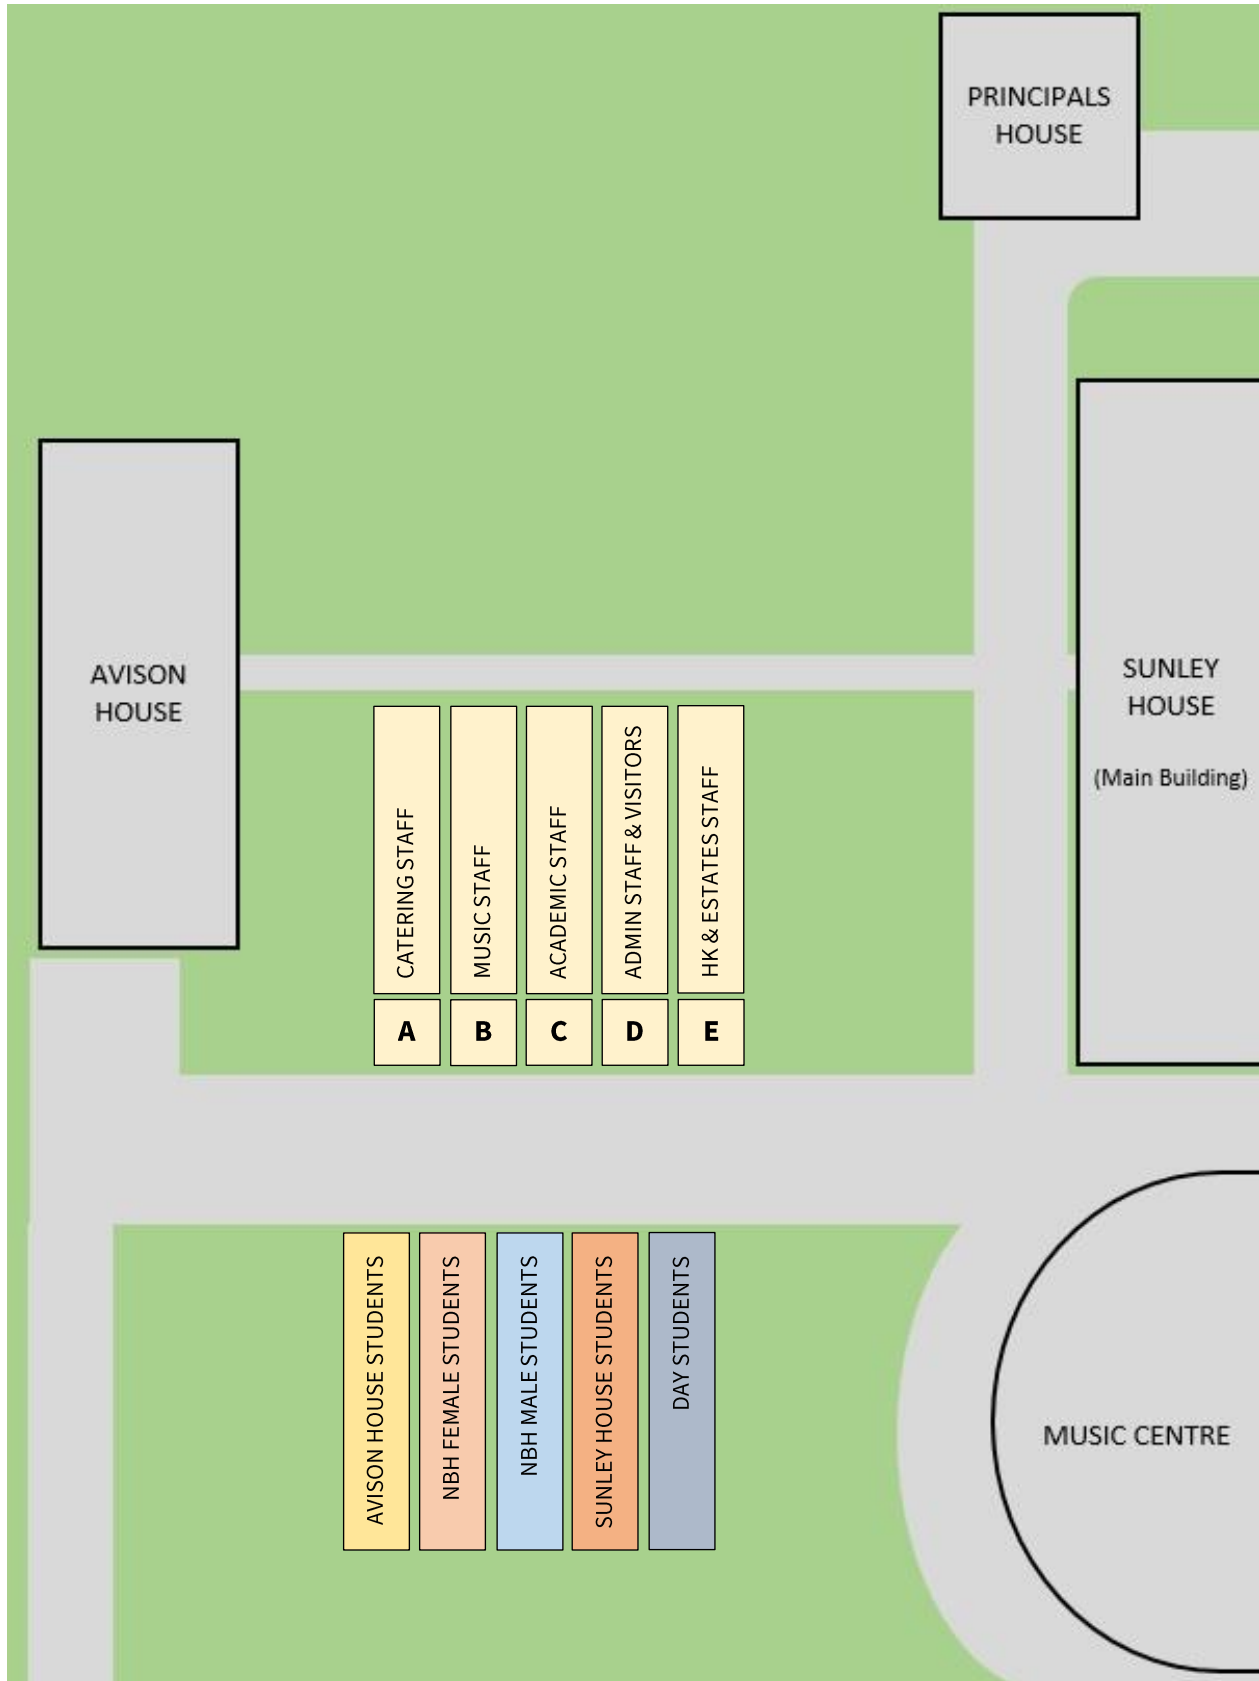 PRINCIPALS
HOUSE
AVISON
HOUSE
SUNLEY
HOUSE
(Main Building)
CATERING STAFF
MUSIC STAFF
ACADEMIC STAFF
ADMIN STAFF & VISITORS
HK & ESTATES STAFF
A
B
C
D
E
AVISON HOUSE STUDENTS
NBH FEMALE STUDENTS
NBH MALE STUDENTS
SUNLEY HOUSE STUDENTS
DAY STUDENTS
MUSIC CENTRE